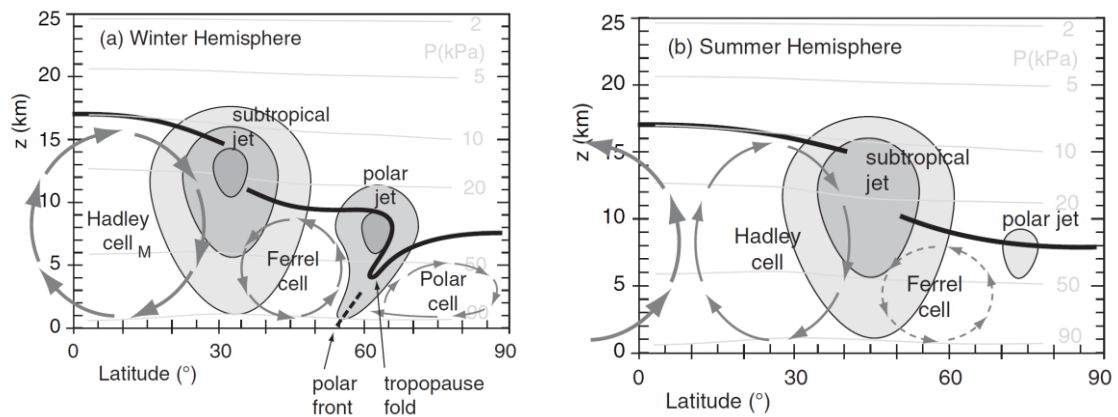 (a) Winter Hemisphere
25
20
15
10
5
0
z (km)
2
P(kPa)
5
10
20
50
90
subtropical
jet
polar
jet
Hadley
cell M
Ferrel
cell
Polar
cell
0
30
60
90
Latitude (°)
polar
front
tropopause
fold
(b) Summer Hemisphere
25
20
15
10
5
0
z (km)
2
P(kPa)
5
10
20
50
90
subtropical
jet
polar jet
Hadley
cell
Ferrel
cell
0
30
60
90
Latitude (°)